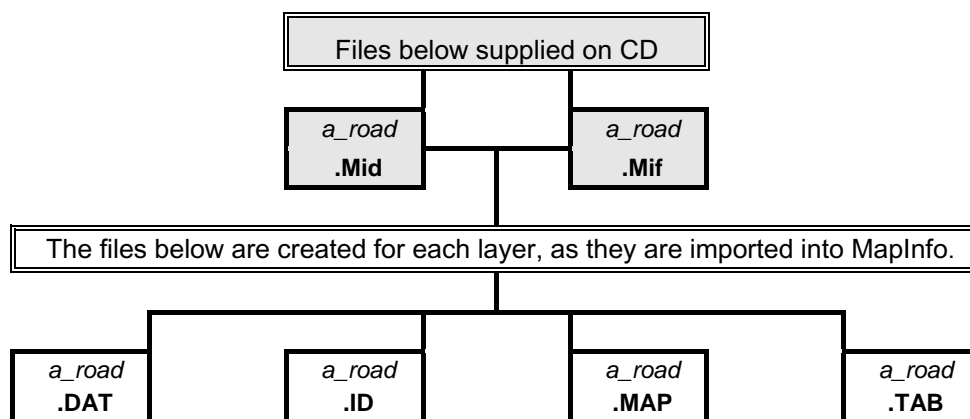 Files below supplied on CD
a_road
.Mid
a_road
.Mif
The files below are created for each layer, as they are imported into MapInfo.
a_road
.DAT
a_road
.ID
a_road
.MAP
a_road
.TAB